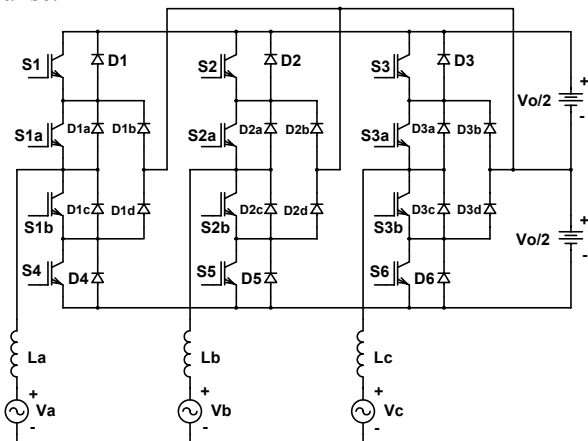 S1
D1
S2
D2
S3
D3
Vo/2
+
-
S1a
D1a
D1b
S2a
D2a
D2b
S3a
D3a
D3b
S1b
D1c
D1d
S2b
D2c
D2d
S3b
D3c
D3d
Vo/2
+
-
S4
D4
S5
D5
S6
D6
La
Lb
Lc
+
Va
-
+
Vb
-
+
Vc
-